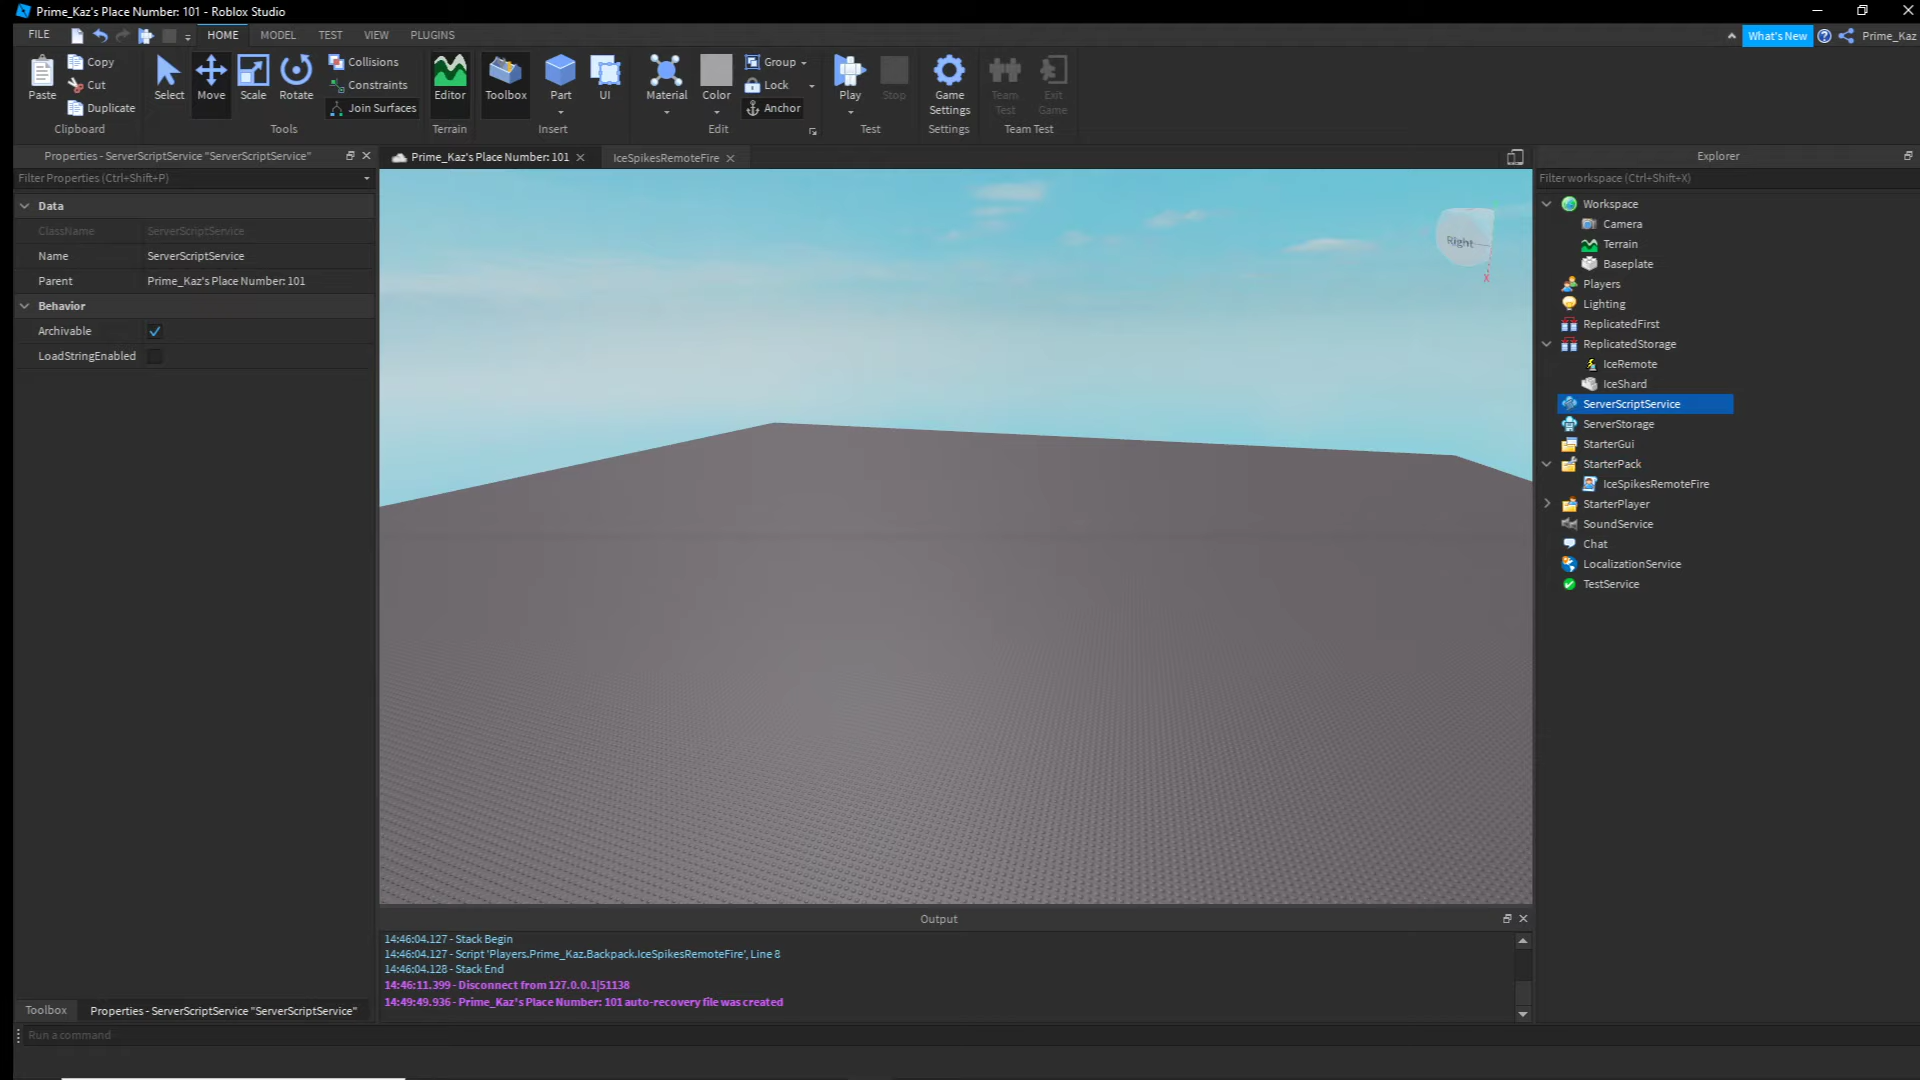 Prime_Kaz's Place Number: 101 - Roblox Studio
FILE
HOME
MODEL
TEST
VIEW
PLUGINS
What's New
Prime_Kaz
Paste
Copy
Cut
Duplicate
Clipboard
Select
Move
Scale
Rotate
Collisions
Constraints
Join Surfaces
Tools
Editor
Terrain
Toolbox
Part
UI
Insert
Material
Color
Group
Lock
Anchor
Edit
Play
Stop
Test
Game Settings
Settings
Team Test
Exit Game
Team Test
Properties - ServerScriptService "ServerScriptService"
Filter Properties (Ctrl+Shift+P)
Data
ClassName ServerScriptService
Name ServerScriptService
Parent Prime_Kaz's Place Number: 101
Behavior
Archivable
LoadStringEnabled
Prime_Kaz's Place Number: 101
IceSpikesRemoteFire
Right
X
Explorer
Filter workspace (Ctrl+Shift+X)
Workspace
Camera
Terrain
Baseplate
Players
Lighting
ReplicatedFirst
ReplicatedStorage
IceRemote
IceShard
ServerScriptService
ServerStorage
StarterGui
StarterPack
IceSpikesRemoteFire
StarterPlayer
SoundService
Chat
LocalizationService
TestService
Output
14:46:04.127 - Stack Begin
14:46:04.127 - Script 'Players.Prime_Kaz.Backpack.IceSpikesRemoteFire', Line 8
14:46:04.128 - Stack End
14:46:11.399 - Disconnect from 127.0.0.1|51138
14:49:49.936 - Prime_Kaz's Place Number: 101 auto-recovery file was created
Toolbox
Properties - ServerScriptService "ServerScriptService"
Run a command